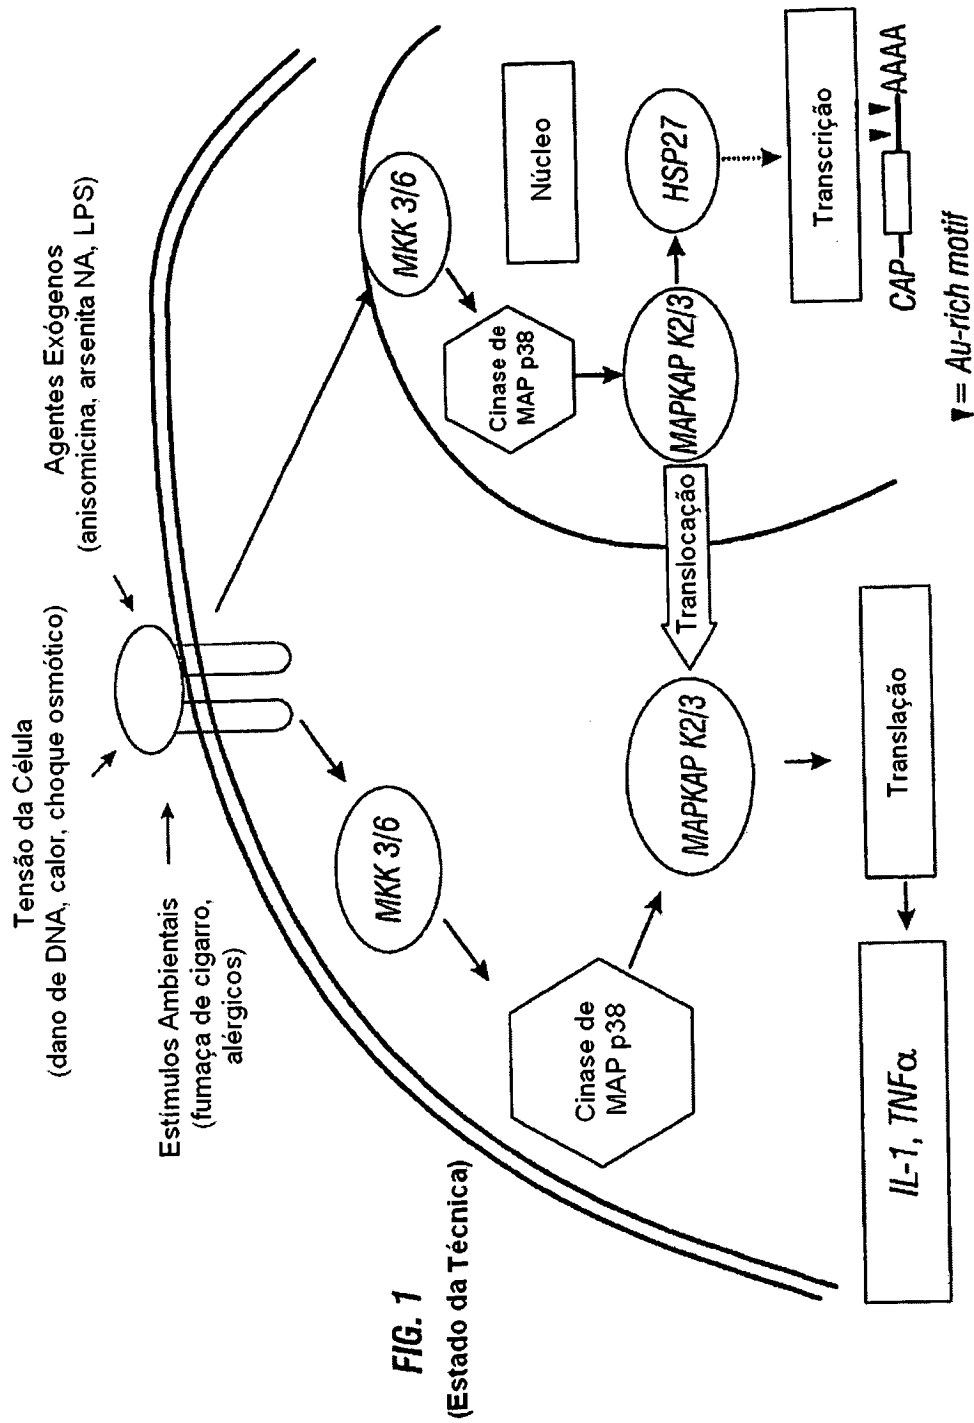 Tensão da Célula
(dano de DNA, calor, choque osmótico)
Agentes Exógenos
(anisomicina, arsenita NA, LPS)
Estímulos Ambientais
(fumaça de cigarro,
alérgicos)
MKK 3/6
MKK 3/6
Cinase de
MAP p38
Cinase de
MAP p38
Núcleo
MAPKAP K2/3
Translocação
MAPKAP K2/3
HSP27
Translação
Transcrição
IL-1, TNFα
CAP
AAAA
= Au-rich motif
FIG. 1
(Estado da Técnica)